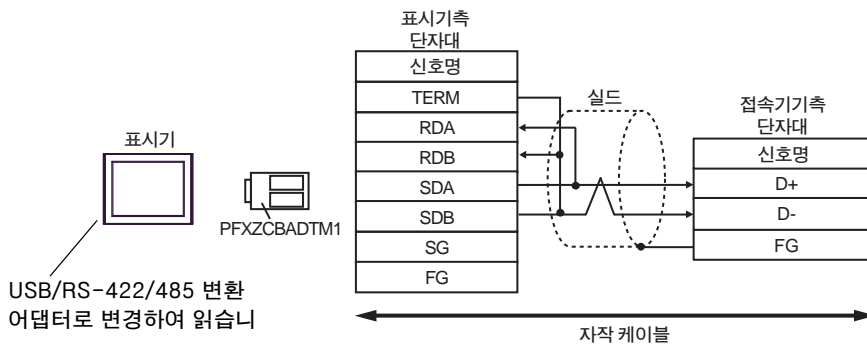 표시기
PFXZCBADTM1
USB/RS-422/485 변환
어댑터로 변경하여 읽습니
표시기측
단자대
신호명
TERM
RDA
RDB
SDA
SDB
SG
FG
실드
접속기기측
단자대
신호명
D+
D-
FG
자작 케이블